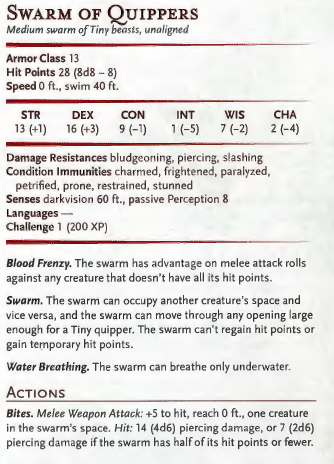 SWARM OF QUIPPERS
Medium swarm of Tiny beasts, unaligned
Armor Class 13
Hit Points 28 (8d8 – 8)
Speed 0 ft., swim 40 ft.
STR DEX CON INT WIS CHA
13 (+1) 16 (+3) 9 (–1) 1 (–5) 7 (–2) 2 (–4)
Damage Resistances bludgeoning, piercing, slashing
Condition Immunities charmed, frightened, paralyzed,
petrified, prone, restrained, stunned
Senses darkvision 60 ft., passive Perception 8
Languages —
Challenge 1 (200 XP)
Blood Frenzy. The swarm has advantage on melee attack rolls
against any creature that doesn't have all its hit points.
Swarm. The swarm can occupy another creature's space and
vice versa, and the swarm can move through any opening large
enough for a Tiny quipper. The swarm can't regain hit points or
gain temporary hit points.
Water Breathing. The swarm can breathe only underwater.
ACTIONS
Bites. Melee Weapon Attack: +5 to hit, reach 0 ft., one creature
in the swarm's space. Hit: 14 (4d6) piercing damage, or 7 (2d6)
piercing damage if the swarm has half of its hit points or fewer.